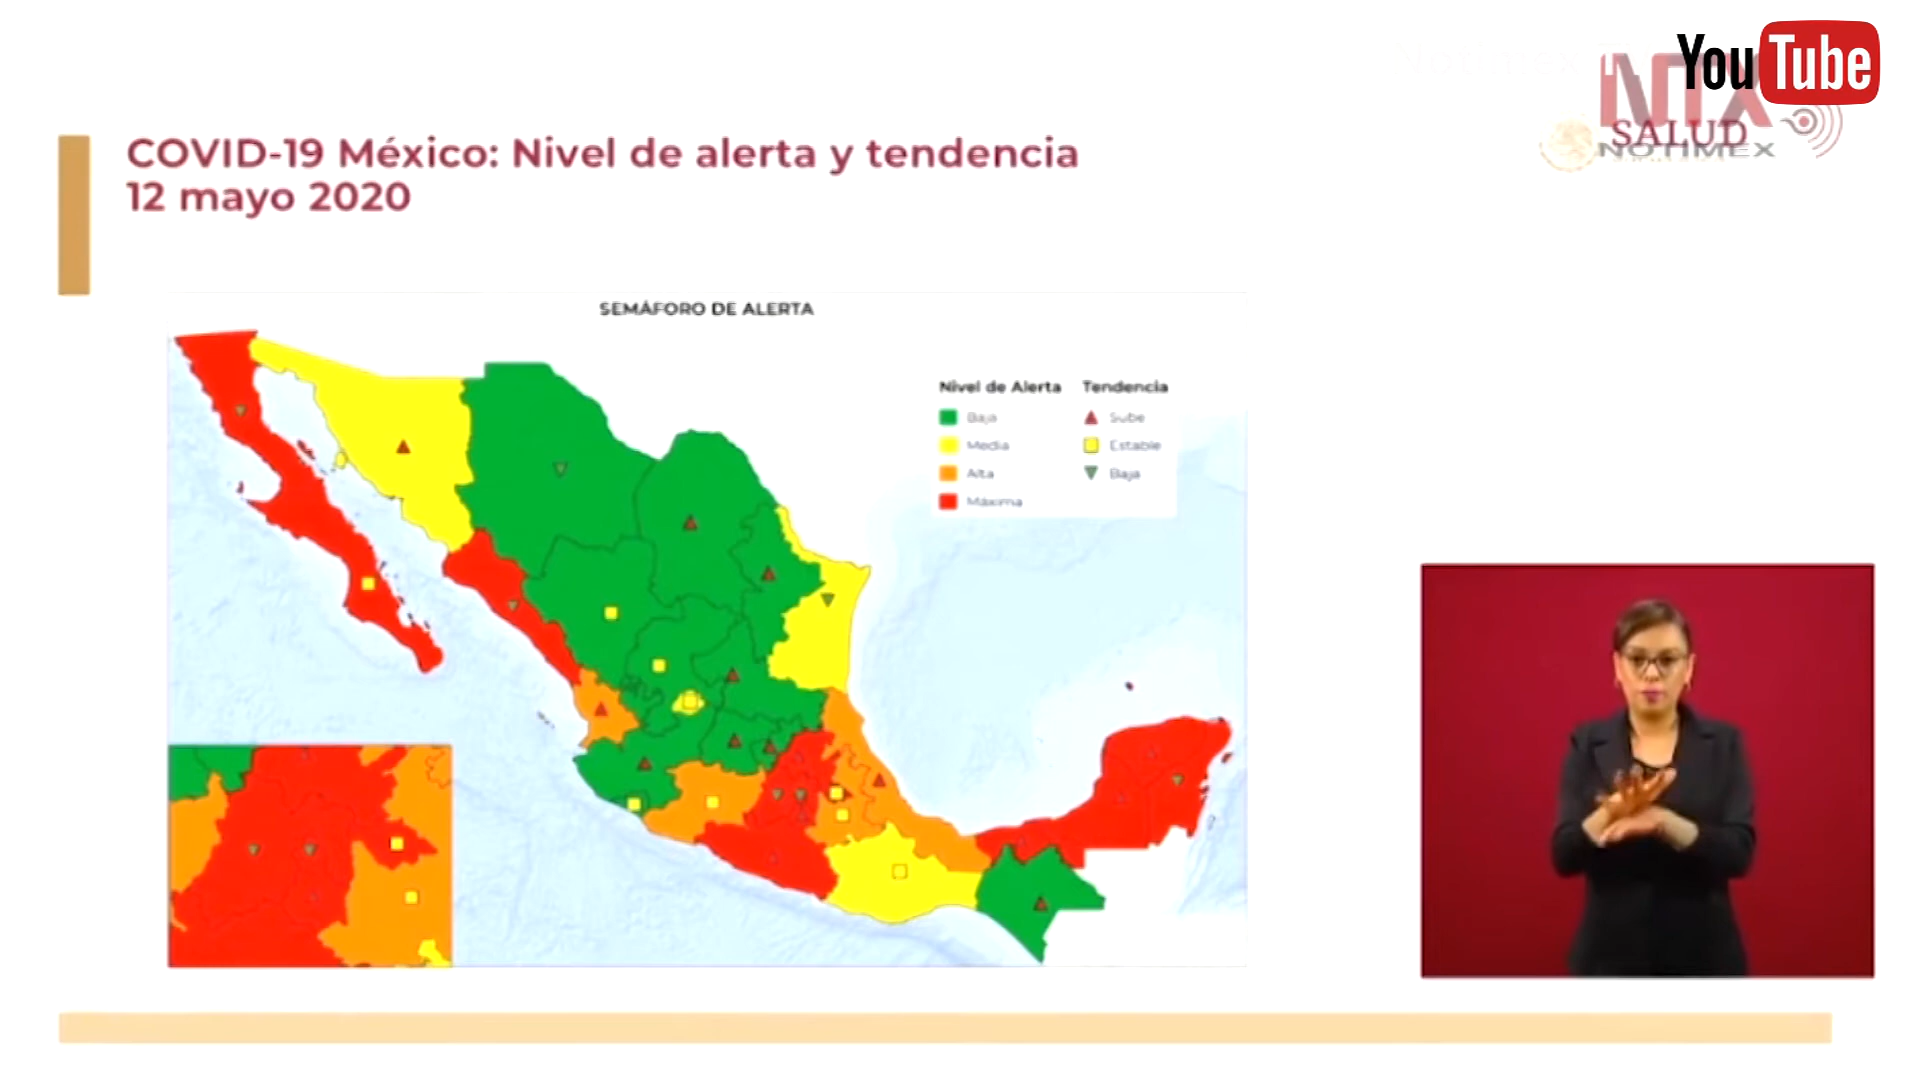 YouTube
NTX
SALUD
NOTIMEX
COVID-19 México: Nivel de alerta y tendencia
12 mayo 2020
SEMÁFORO DE ALERTA
Nivel de Alerta Tendencia
Baja Sube
Media Estable
Alta Baja
Máxima